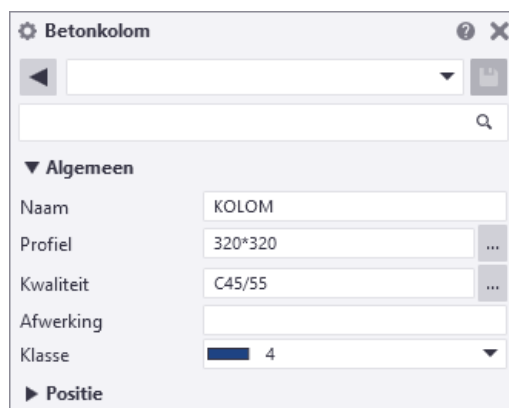 Betonkolom
Algemeen
Naam KOLOM
Profiel 320*320 ...
Kwaliteit C45/55 ...
Afwerking
Klasse 4
Positie